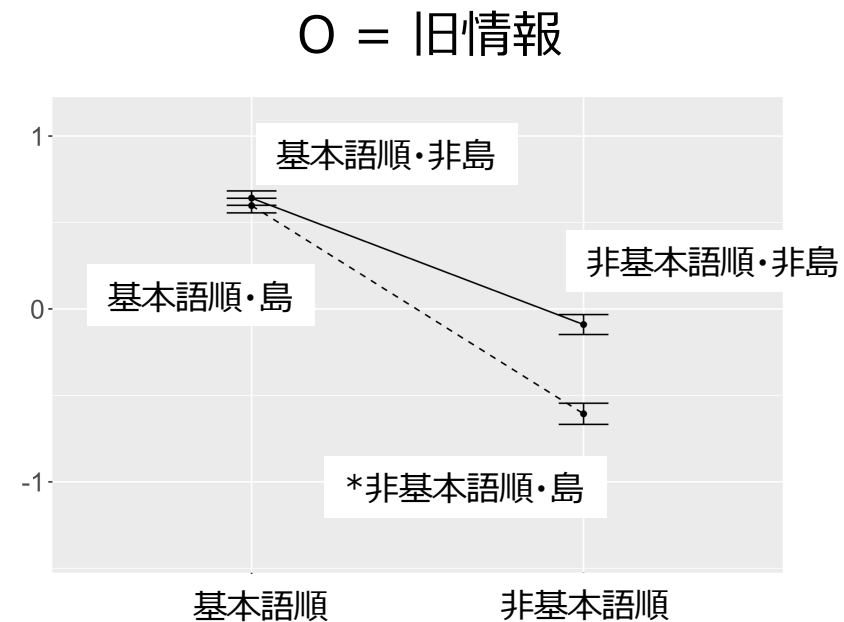 O = 旧情報
1
基本語順・非島
非基本語順・非島
基本語順・島
0
-1
*非基本語順・島
基本語順
非基本語順